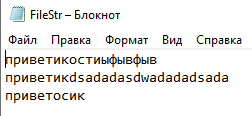 FileStr – Блокнот
Файл Правка Формат Вид Справка
приветикостиыфывфыв
приветикdsadadasdwadadadsada
приветосик